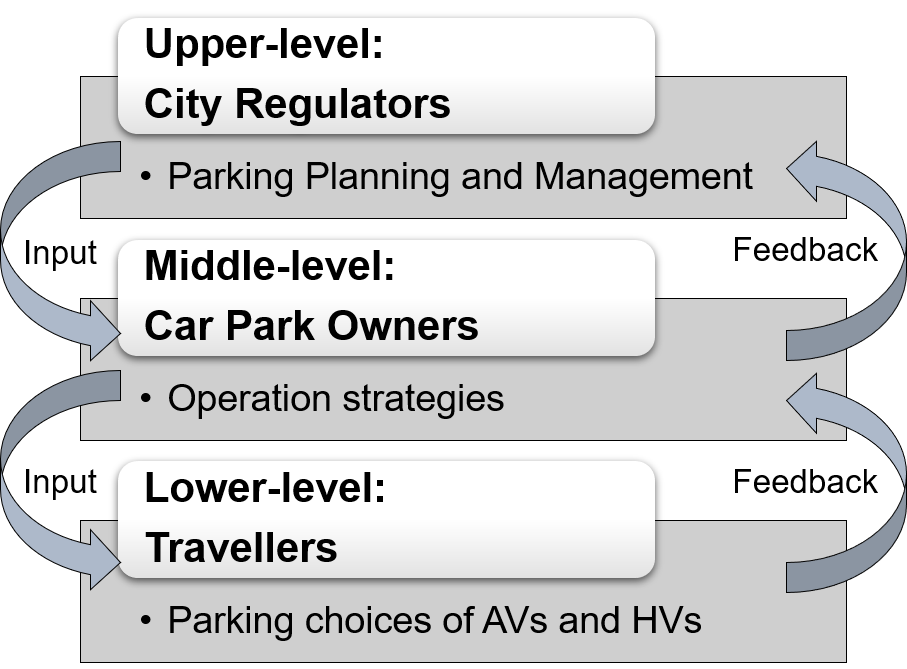 Upper-level:
City Regulators
• Parking Planning and Management
Input
Feedback
Middle-level:
Car Park Owners
• Operation strategies
Input
Feedback
Lower-level:
Travellers
• Parking choices of AVs and HVs